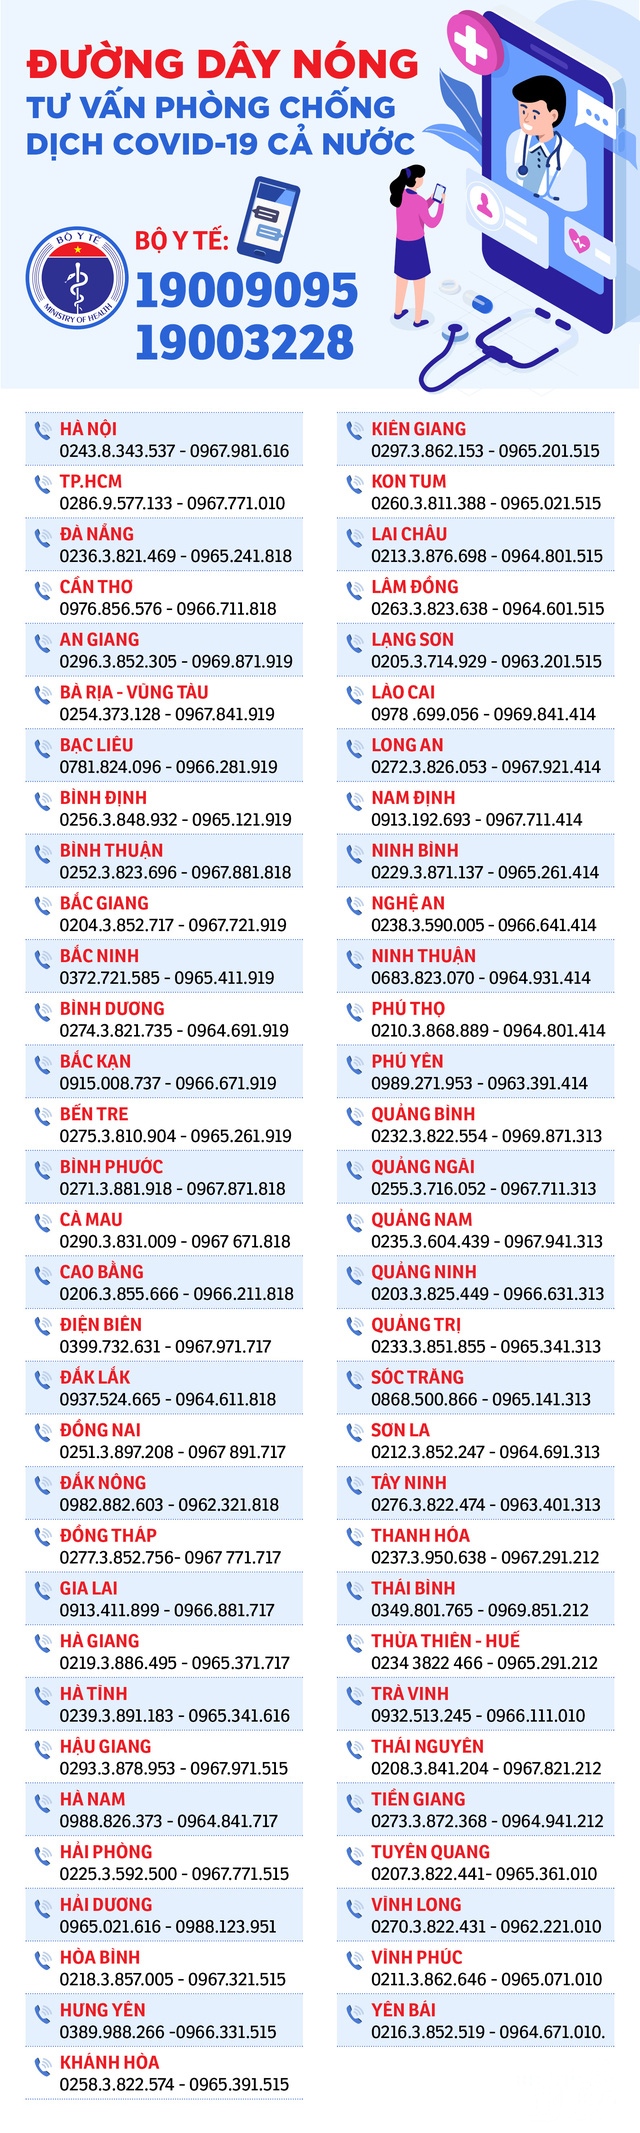 ĐƯỜNG DÂY NÓNG
TƯ VẤN PHÒNG CHỐNG
DỊCH COVID-19 CẢ NƯỚC
BỘ Y TẾ
MINISTRY OF HEALTH
BỘ Y TẾ:
19009095
19003228
HÀ NỘI
0243.8.343.537 - 0967.981.616
TP.HCM
0286.9.577.133 - 0967.771.010
ĐÀ NẴNG
0236.3.821.469 - 0965.241.818
CẦN THƠ
0976.856.576 - 0966.711.818
AN GIANG
0296.3.852.305 - 0969.871.919
BÀ RỊA - VŨNG TÀU
0254.373.128 - 0967.841.919
BẠC LIÊU
0781.824.096 - 0966.281.919
BÌNH ĐỊNH
0256.3.848.932 - 0965.121.919
BÌNH THUẬN
0252.3.823.696 - 0967.881.818
BẮC GIANG
0204.3.852.717 - 0967.721.919
BẮC NINH
0372.721.585 - 0965.411.919
BÌNH DƯƠNG
0274.3.821.735 - 0964.691.919
BẮC KẠN
0915.008.737 - 0966.671.919
BẾN TRE
0275.3.810.904 - 0965.261.919
BÌNH PHƯỚC
0271.3.881.918 - 0967.871.818
CÀ MAU
0290.3.831.009 - 0967 671.818
CAO BẰNG
0206.3.855.666 - 0966.211.818
ĐIỆN BIÊN
0399.732.631 - 0967.971.717
ĐẮK LẮK
0937.524.665 - 0964.611.818
ĐỒNG NAI
0251.3.897.208 - 0967 891.717
ĐẮK NÔNG
0982.882.603 - 0962.321.818
ĐỒNG THÁP
0277.3.852.756- 0967 771.717
GIA LAI
0913.411.899 - 0966.881.717
HÀ GIANG
0219.3.886.495 - 0965.371.717
HÀ TĨNH
0239.3.891.183 - 0965.341.616
HẬU GIANG
0293.3.878.953 - 0967.971.515
HÀ NAM
0988.826.373 - 0964.841.717
HẢI PHÒNG
0225.3.592.500 - 0967.771.515
HẢI DƯƠNG
0965.021.616 - 0988.123.951
HÒA BÌNH
0218.3.857.005 - 0967.321.515
HƯNG YÊN
0389.988.266 -0966.331.515
KHÁNH HÒA
0258.3.822.574 - 0965.391.515
KIÊN GIANG
0297.3.862.153 - 0965.201.515
KON TUM
0260.3.811.388 - 0965.021.515
LAI CHÂU
0213.3.876.698 - 0964.801.515
LÂM ĐỒNG
0263.3.823.638 - 0964.601.515
LẠNG SƠN
0205.3.714.929 - 0963.201.515
LÀO CAI
0978 .699.056 - 0969.841.414
LONG AN
0272.3.826.053 - 0967.921.414
NAM ĐỊNH
0913.192.693 - 0967.711.414
NINH BÌNH
0229.3.871.137 - 0965.261.414
NGHỆ AN
0238.3.590.005 - 0966.641.414
NINH THUẬN
0683.823.070 - 0964.931.414
PHÚ THỌ
0210.3.868.889 - 0964.801.414
PHÚ YÊN
0989.271.953 - 0963.391.414
QUẢNG BÌNH
0232.3.822.554 - 0969.871.313
QUẢNG NGÃI
0255.3.716.052 - 0967.711.313
QUẢNG NAM
0235.3.604.439 - 0967.941.313
QUẢNG NINH
0203.3.825.449 - 0966.631.313
QUẢNG TRỊ
0233.3.851.855 - 0965.341.313
SÓC TRĂNG
0868.500.866 - 0965.141.313
SƠN LA
0212.3.852.247 - 0964.691.313
TÂY NINH
0276.3.822.474 - 0963.401.313
THANH HÓA
0237.3.950.638 - 0967.291.212
THÁI BÌNH
0349.801.765 - 0969.851.212
THỪA THIÊN - HUẾ
0234 3822 466 - 0965.291.212
TRÀ VINH
0932.513.245 - 0966.111.010
THÁI NGUYÊN
0208.3.841.204 - 0967.821.212
TIỀN GIANG
0273.3.872.368 - 0964.941.212
TUYÊN QUANG
0207.3.822.441- 0965.361.010
VĨNH LONG
0270.3.822.431 - 0962.221.010
VĨNH PHÚC
0211.3.862.646 - 0965.071.010
YÊN BÁI
0216.3.852.519 - 0964.671.010.